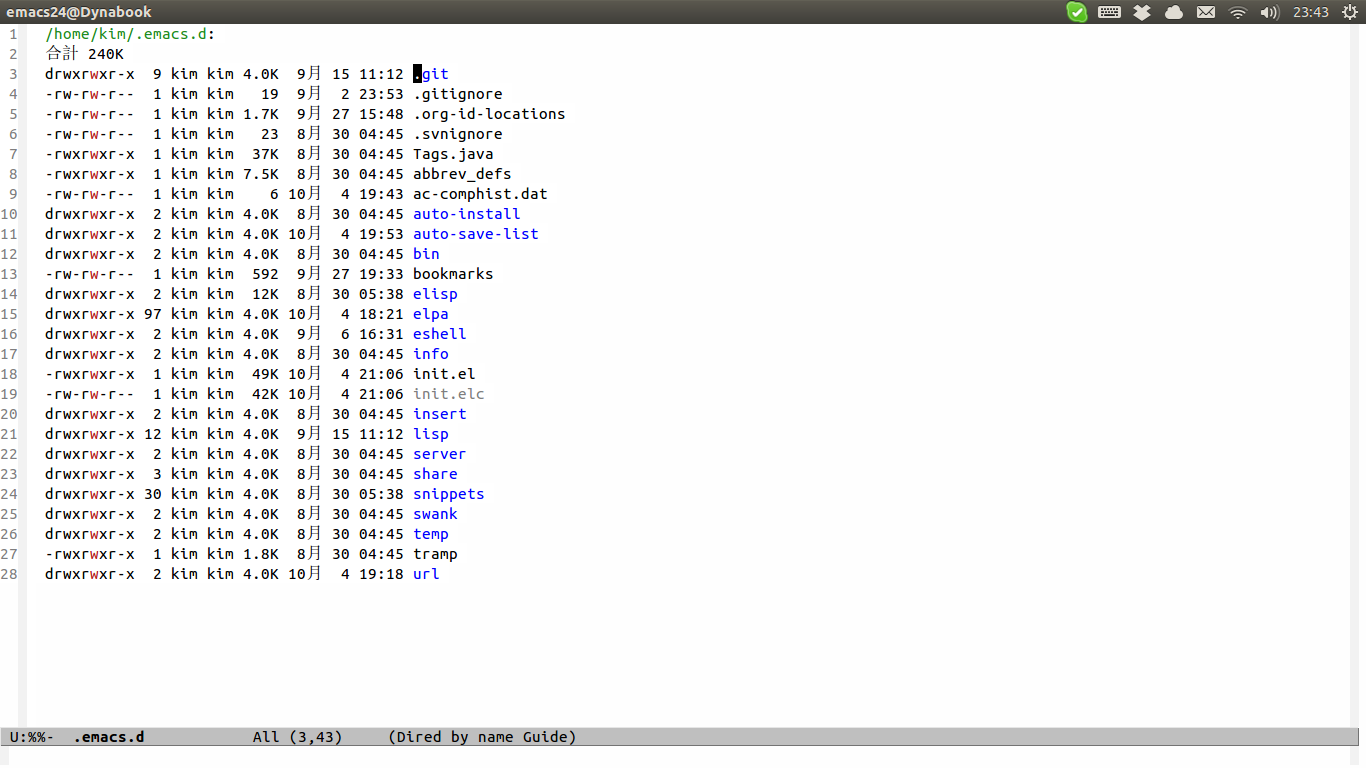 emacs24@Dynabook 23:43
1 /home/kim/.emacs.d:
2 合計 240K
3 drwxrwxr-x 9 kim kim 4.0K 9月 15 11:12 .git
4 -rw-rw-r-- 1 kim kim 19 9月 2 23:53 .gitignore
5 -rw-rw-r-- 1 kim kim 1.7K 9月 27 15:48 .org-id-locations
6 -rw-rw-r-- 1 kim kim 23 8月 30 04:45 .svnignore
7 -rwxrwxr-x 1 kim kim 37K 8月 30 04:45 Tags.java
8 -rwxrwxr-x 1 kim kim 7.5K 8月 30 04:45 abbrev_defs
9 -rw-rw-r-- 1 kim kim 6 10月 4 19:43 ac-comphist.dat
10 drwxrwxr-x 2 kim kim 4.0K 8月 30 04:45 auto-install
11 drwxrwxr-x 2 kim kim 4.0K 10月 4 19:53 auto-save-list
12 drwxrwxr-x 2 kim kim 4.0K 8月 30 04:45 bin
13 -rw-rw-r-- 1 kim kim 592 9月 27 19:33 bookmarks
14 drwxrwxr-x 2 kim kim 12K 8月 30 05:38 elisp
15 drwxrwxr-x 97 kim kim 4.0K 10月 4 18:21 elpa
16 drwxrwxr-x 2 kim kim 4.0K 9月 6 16:31 eshell
17 drwxrwxr-x 2 kim kim 4.0K 8月 30 04:45 info
18 -rwxrwxr-x 1 kim kim 49K 10月 4 21:06 init.el
19 -rw-rw-r-- 1 kim kim 42K 10月 4 21:06 init.elc
20 drwxrwxr-x 2 kim kim 4.0K 8月 30 04:45 insert
21 drwxrwxr-x 12 kim kim 4.0K 9月 15 11:12 lisp
22 drwxrwxr-x 2 kim kim 4.0K 8月 30 04:45 server
23 drwxrwxr-x 3 kim kim 4.0K 8月 30 04:45 share
24 drwxrwxr-x 30 kim kim 4.0K 8月 30 05:38 snippets
25 drwxrwxr-x 2 kim kim 4.0K 8月 30 04:45 swank
26 drwxrwxr-x 2 kim kim 4.0K 8月 30 04:45 temp
27 -rwxrwxr-x 1 kim kim 1.8K 8月 30 04:45 tramp
28 drwxrwxr-x 2 kim kim 4.0K 10月 4 19:18 url
U:%%- .emacs.d All (3,43) (Dired by name Guide)